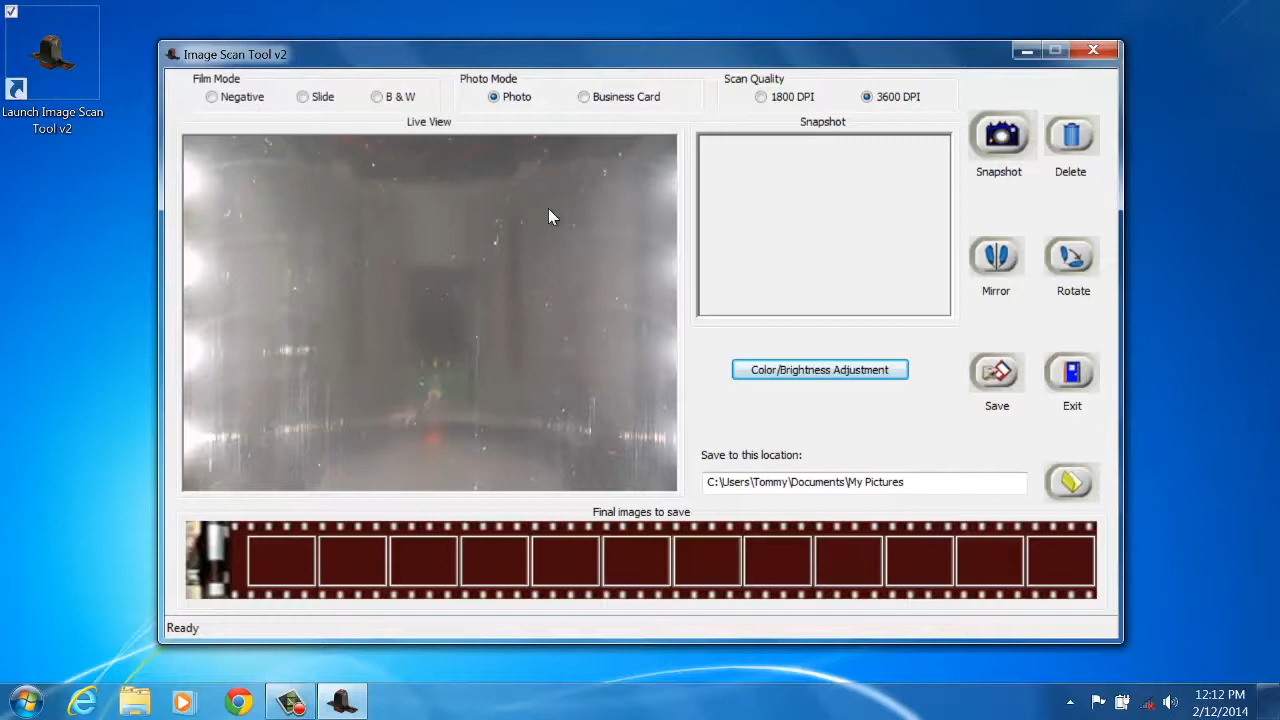 Launch Image Scan
Tool v2
Image Scan Tool v2
Film Mode
Negative
Slide
B & W
Photo Mode
Photo
Business Card
Scan Quality
1800 DPI
3600 DPI
Live View
Snapshot
Snapshot
Delete
Mirror
Rotate
Color/Brightness Adjustment
Save
Exit
Save to this location:
C:\Users\Tommy\Documents\My Pictures
Final images to save
Ready
12:12 PM
2/12/2014